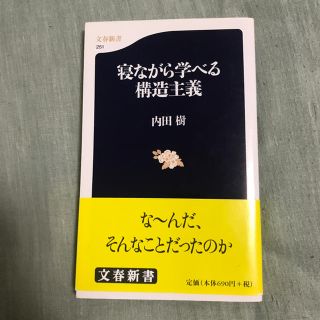 文春新書
251
寝ながら学べる
構造主義
内田 樹
な〜んだ、
そんなことだったのか
文春新書
定価(本体690円+税)